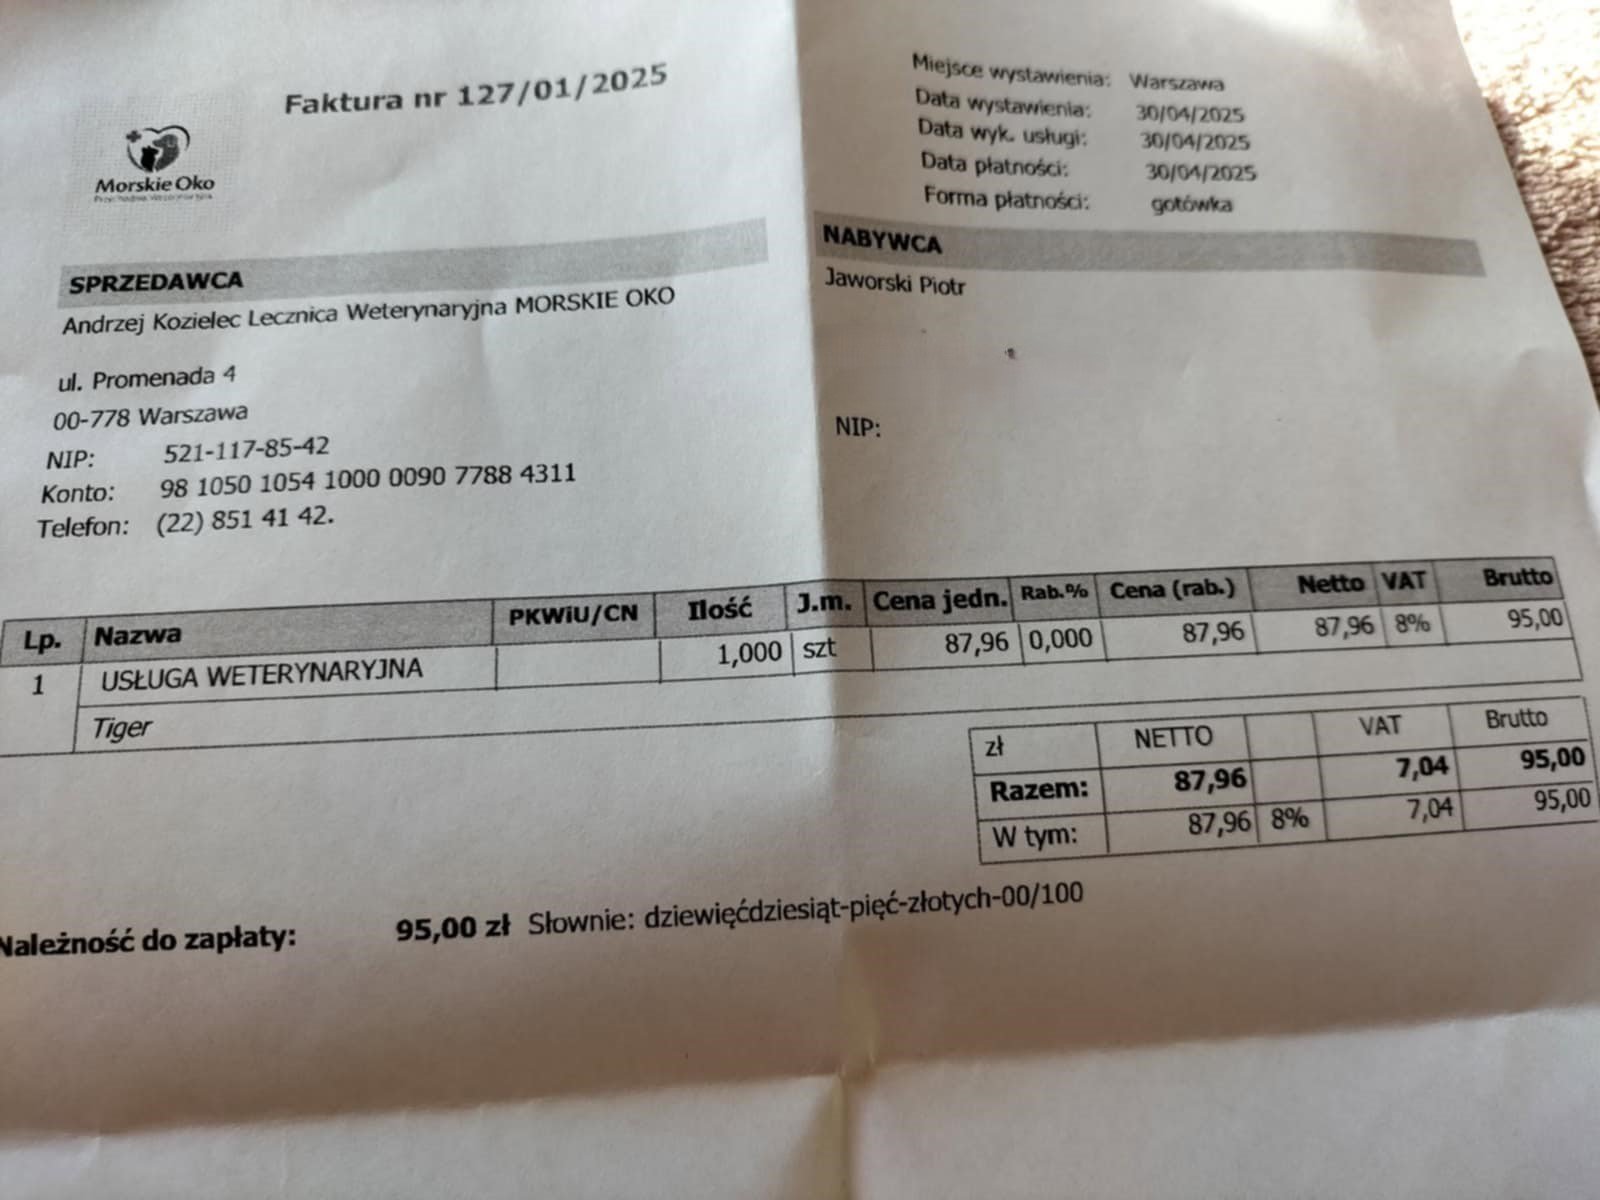 Faktura nr 127/01/2025
Morskie Oko
Przychodnia Weterynaryjna
Miejsce wystawienia: Warszawa
Data wystawienia: 30/04/2025
Data wyk. usługi: 30/04/2025
Data płatności: 30/04/2025
Forma płatności: gotówka
SPRZEDAWCA
Andrzej Kozielec Lecznica Weterynaryjna MORSKIE OKO
ul. Promenada 4
00-778 Warszawa
NIP: 521-117-85-42
Konto: 98 1050 1054 1000 0090 7788 4311
Telefon: (22) 851 41 42.
NABYWCA
Jaworski Piotr
NIP:
Lp. Nazwa PKWiU/CN Ilość J.m. Cena jedn. Rab.% Cena (rab.) Netto VAT Brutto
1 USŁUGA WETERYNARYJNA 1,000 szt 87,96 0,000 87,96 87,96 8% 95,00
Tiger
zł NETTO VAT Brutto
Razem: 87,96 7,04 95,00
W tym: 87,96 8% 7,04 95,00
Należność do zapłaty: 95,00 zł Słownie: dziewięćdziesiąt-pięć-złotych-00/100